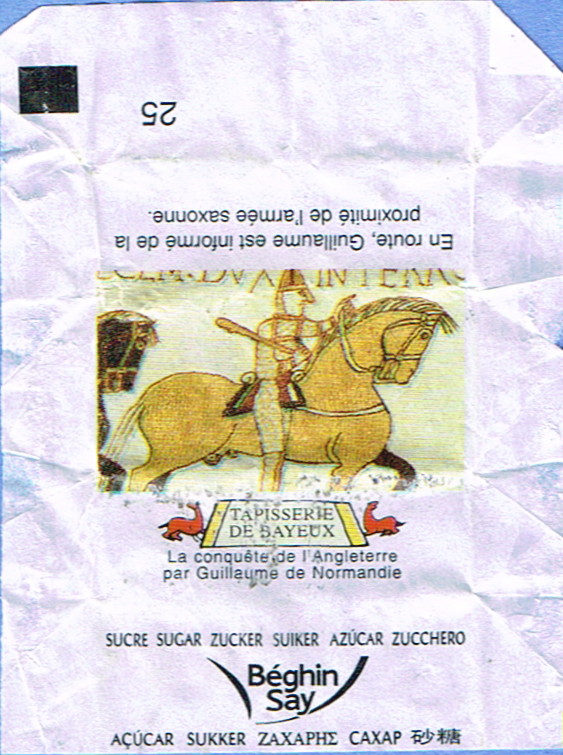 25
En route, Guillaume est informé de la
proximité de l'armée saxonne.
TAPISSERIE
DE BAYEUX
La conquête de l'Angleterre
par Guillaume de Normandie
SUCRE SUGAR ZUCKER SUIKER AZÚCAR ZUCCHERO
Béghin
Say
AÇÚCAR SUKKER ΖΑΧΑΡΗΣ САХАР 砂糖